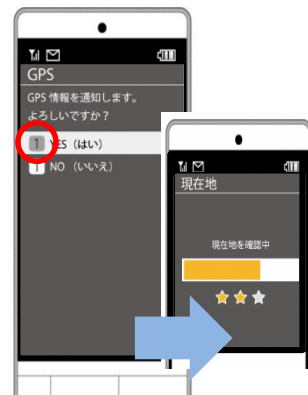 GPS
GPS 情報を通知します。
よろしいですか？
1 YES（はい）
1 NO（いいえ）
現在地
現在地を確認中